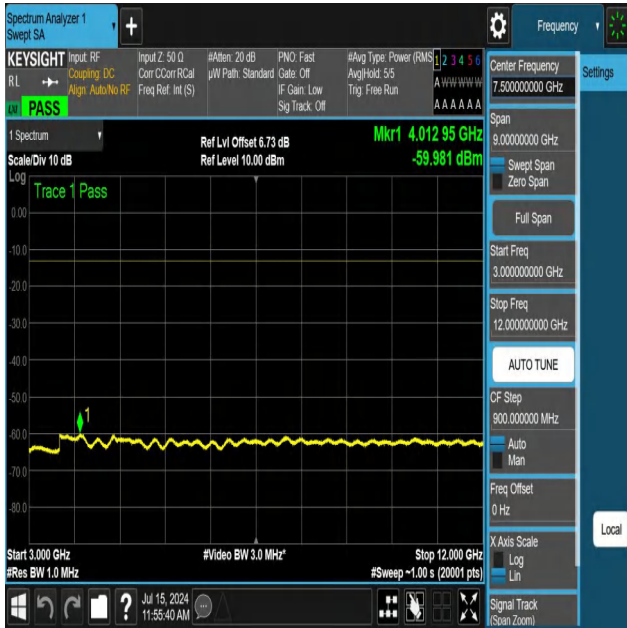 Spectrum Analyzer 1
Swept SA
+
Frequency
KEYSIGHT
RL
Input: RF
Coupling: DC
Align: Auto/No RF
Input Z: 50 Ω
Corr CCorr RCal
Freq Ref: Int (S)
#Atten: 20 dB
µW Path: Standard
PNO: Fast
Gate: Off
IF Gain: Low
Sig Track: Off
#Avg Type: Power (RMS
Avg|Hold: 5/5
Trig: Free Run
1 2 3 4 5 6
A W W W W W
A A A A A A
PASS
1 Spectrum
Scale/Div 10 dB
Ref Lvl Offset 6.73 dB
Ref Level 10.00 dBm
Mkr1 4.012 95 GHz
-59.981 dBm
Log
Trace 1 Pass
0.00
-10.0
-20.0
-30.0
-40.0
-50.0
-60.0
-70.0
-80.0
1
Start 3.000 GHz
#Res BW 1.0 MHz
#Video BW 3.0 MHz*
Stop 12.000 GHz
#Sweep ~1.00 s (20001 pts)
?
Jul 15, 2024
11:55:40 AM
Center Frequency
7.500000000 GHz
Settings
Span
9.00000000 GHz
Swept Span
Zero Span
Full Span
Start Freq
3.000000000 GHz
Stop Freq
12.000000000 GHz
AUTO TUNE
CF Step
900.000000 MHz
Auto
Man
Freq Offset
0 Hz
X Axis Scale
Log
Lin
Local
Signal Track
(Span Zoom)